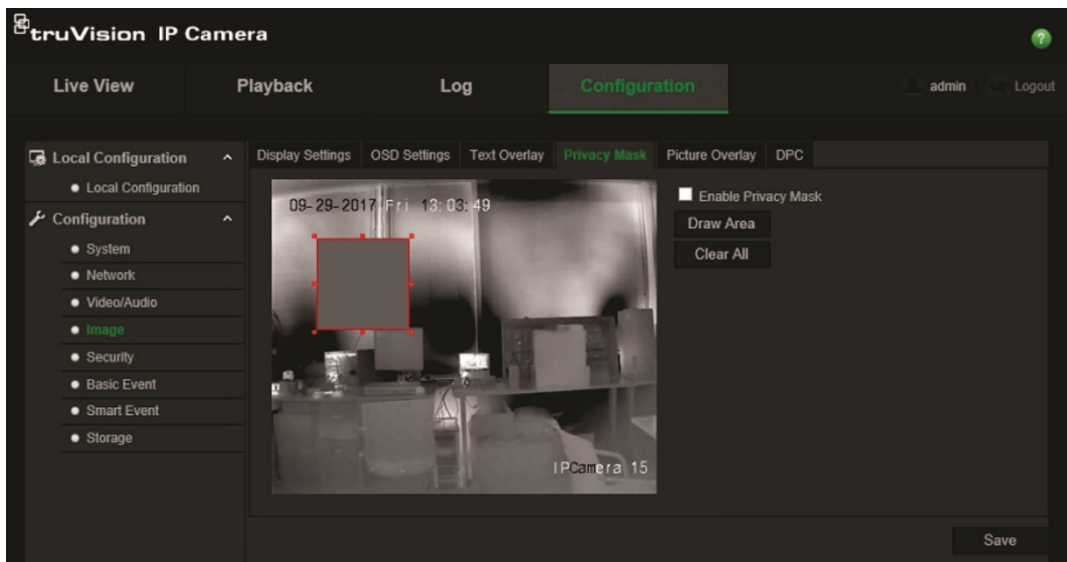 truVision IP Camera
?
Live View Playback Log Configuration admin Logout
Local Configuration
Local Configuration
Configuration
System
Network
Video/Audio
Image
Security
Basic Event
Smart Event
Storage
Display Settings OSD Settings Text Overlay Privacy Mask Picture Overlay DPC
09-29-2017 Fri 13:03:49
IPCamera 15
Enable Privacy Mask
Draw Area
Clear All
Save